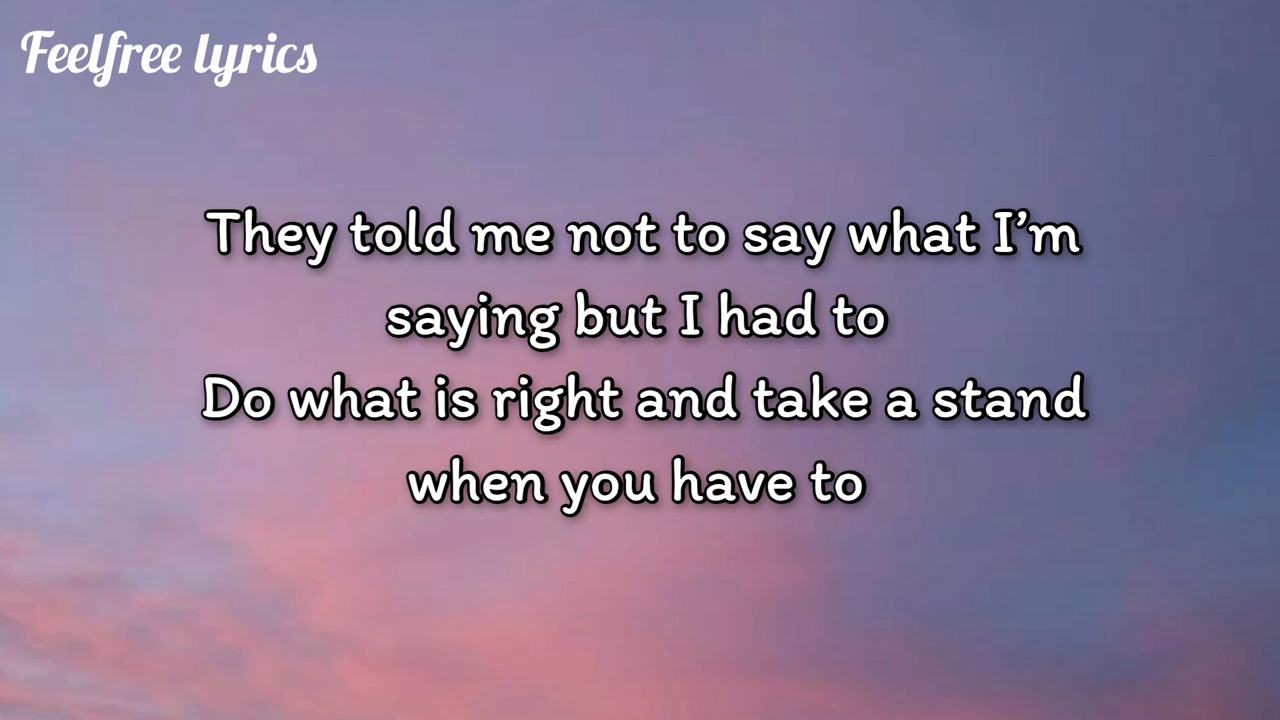 Feelfree lyrics
They told me not to say what I’m
saying but I had to
Do what is right and take a stand
when you have to